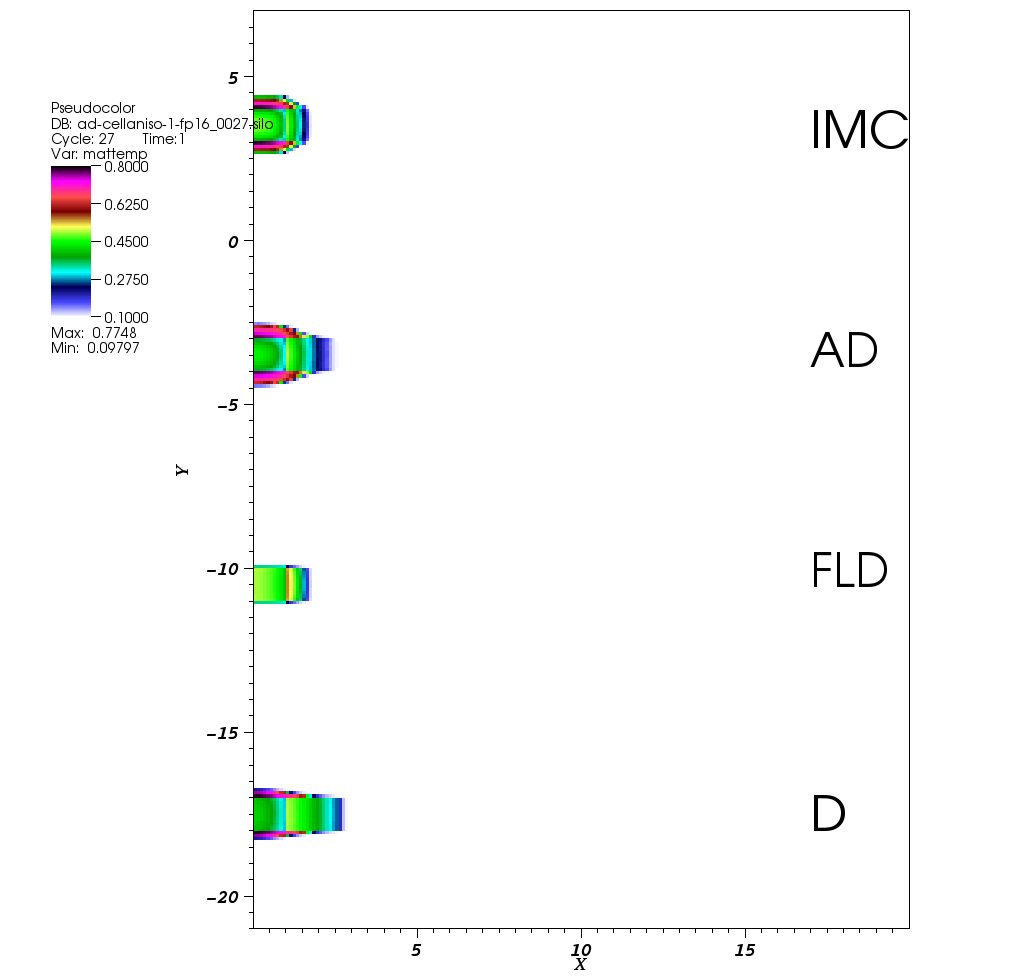 Pseudocolor
DB: ad-cellaniso-1-fp16_0027.silo
Cycle: 27 Time:1
Var: mattemp
0.8000
0.6250
0.4500
0.2750
0.1000
Max: 0.7748
Min: 0.09797
5
0
-5
-10
-15
-20
Y
5
10
15
X
IMC
AD
FLD
D